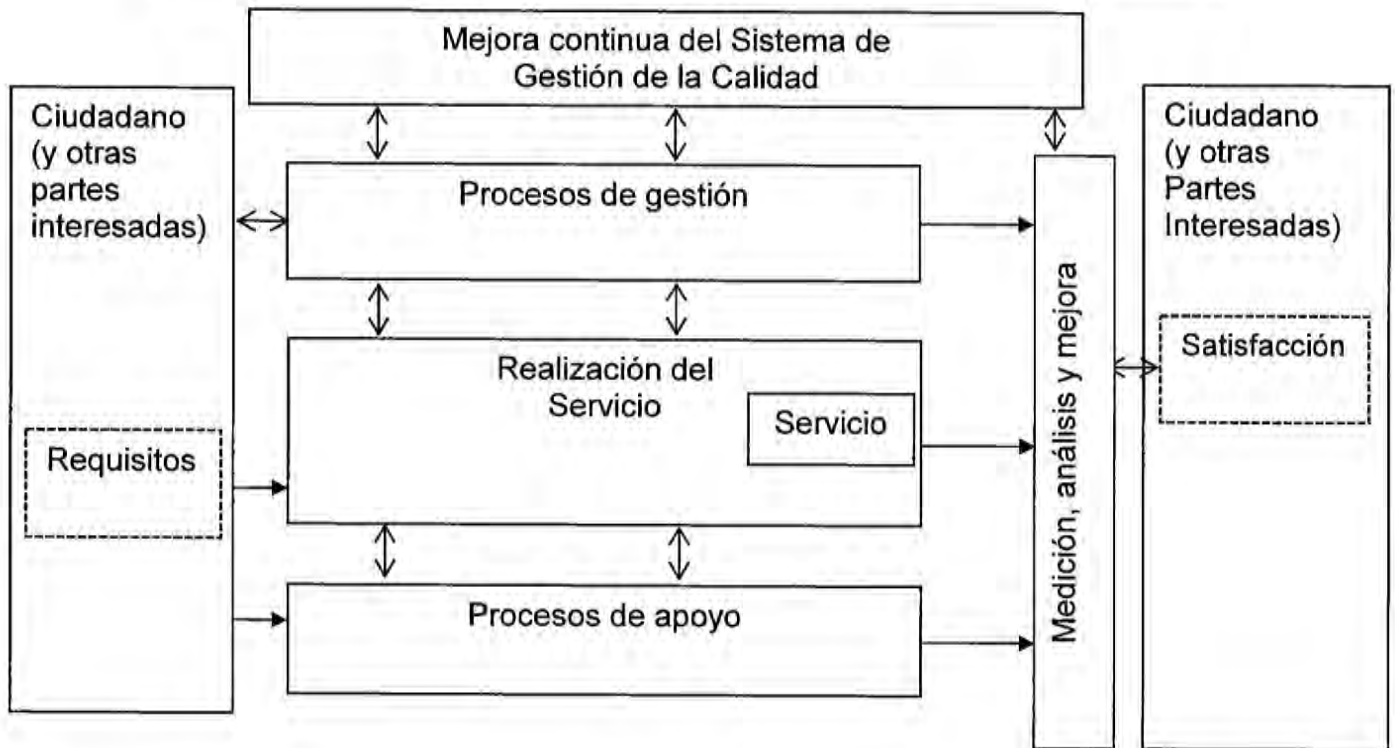 Mejora continua del Sistema de
Gestión de la Calidad
Ciudadano
(y otras
partes
interesadas)
Requisitos
Procesos de gestión
Realización del
Servicio
Servicio
Procesos de apoyo
Medición, análisis y mejora
Ciudadano
(y otras
Partes
Interesadas)
Satisfacción